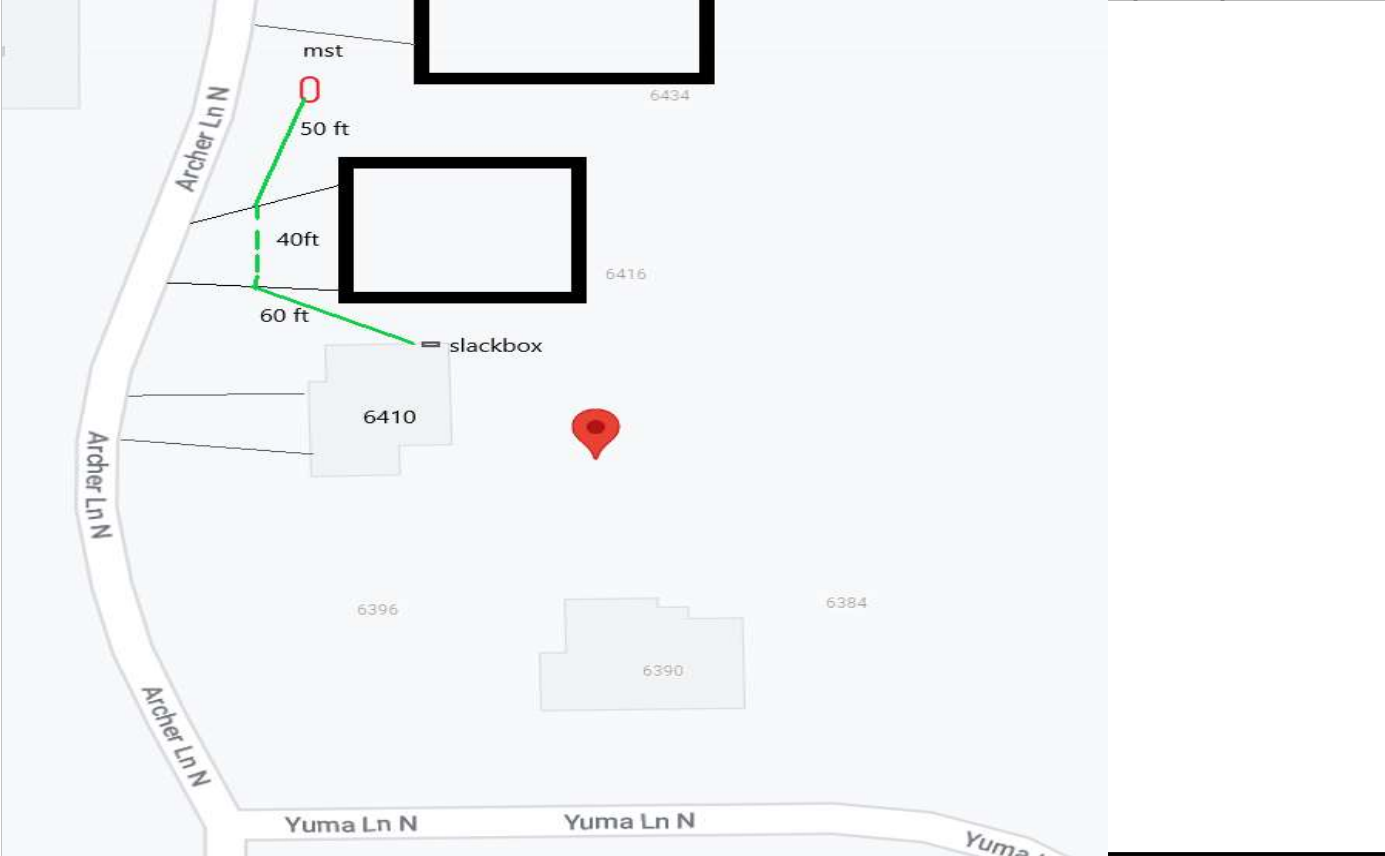 mst
6434
Archer Ln N
50 ft
40ft
6416
60 ft
slackbox
6410
Archer Ln N
6396
6384
6390
Archer Ln N
Yuma Ln N
Yuma Ln N
Yuma